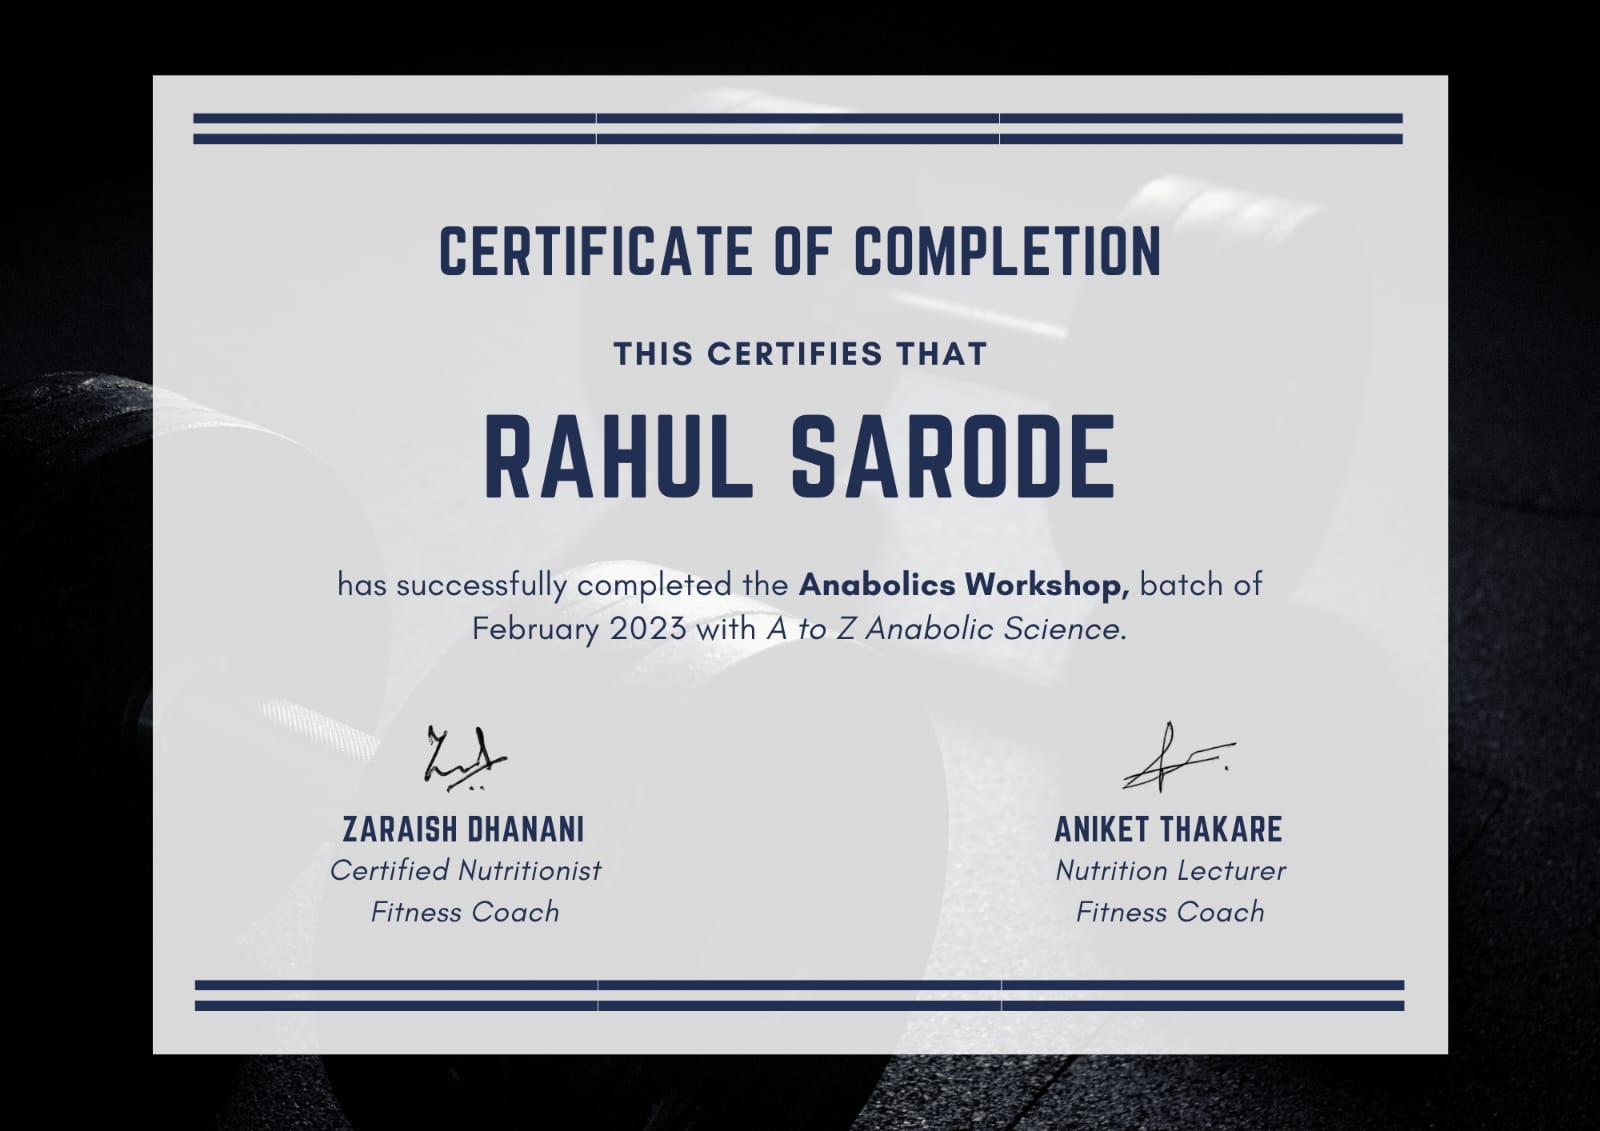 CERTIFICATE OF COMPLETION
THIS CERTIFIES THAT
RAHUL SARODE
has successfully completed the Anabolics Workshop, batch of
February 2023 with A to Z Anabolic Science.
ZARAISH DHANANI
Certified Nutritionist
Fitness Coach
ANIKET THAKARE
Nutrition Lecturer
Fitness Coach